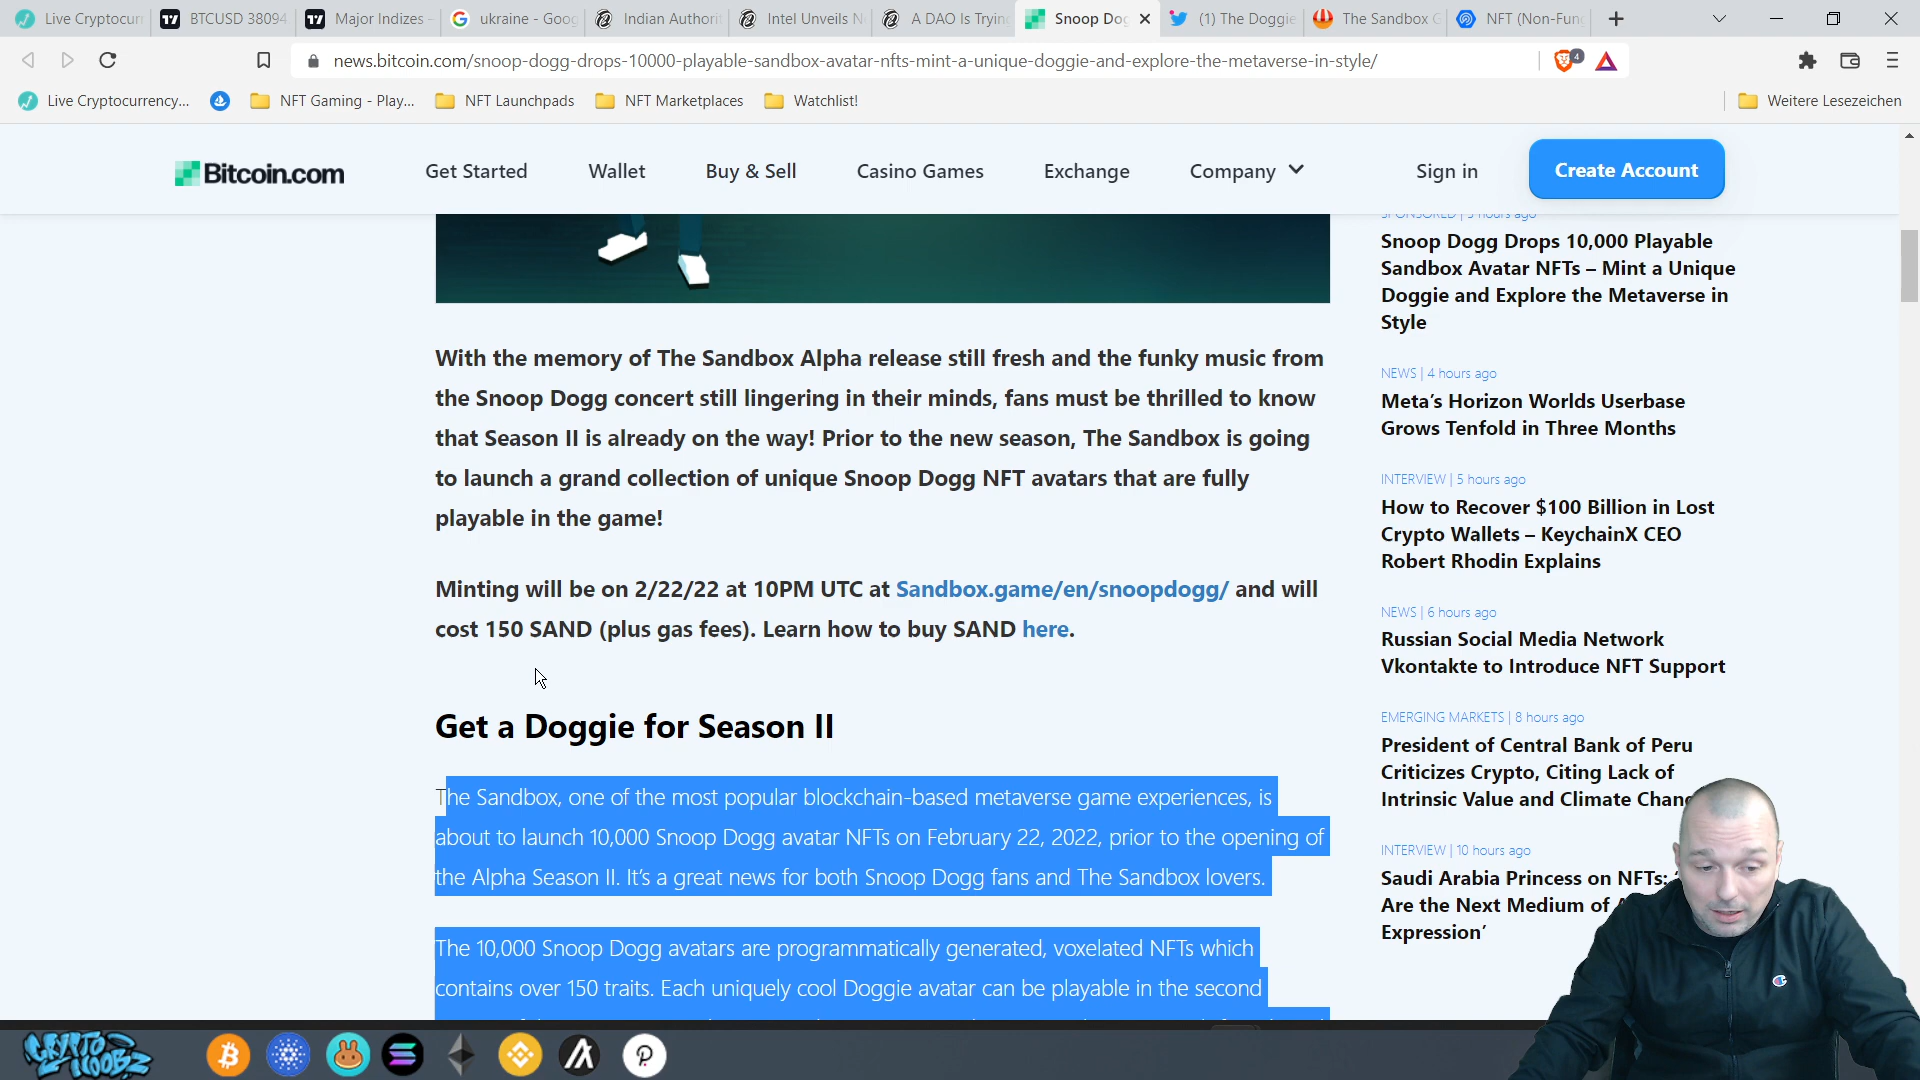 Live Cryptocurr
BTCUSD 38094
Major Indizes -
ukraine - Goog
Indian Authorit
Intel Unveils N
A DAO Is Tryin
Snoop Dog
(1) The Doggie
The Sandbox
NFT (Non-Fun
news.bitcoin.com/snoop-dogg-drops-10000-playable-sandbox-avatar-nfts-mint-a-unique-doggie-and-explore-the-metaverse-in-style/
4
Live Cryptocurrency...
NFT Gaming - Play...
NFT Launchpads
NFT Marketplaces
Watchlist!
Weitere Lesezeichen
Bitcoin.com
Get Started
Wallet
Buy & Sell
Casino Games
Exchange
Company
Sign in
Create Account
With the memory of The Sandbox Alpha release still fresh and the funky music from
the Snoop Dogg concert still lingering in their minds, fans must be thrilled to know
that Season II is already on the way! Prior to the new season, The Sandbox is going
to launch a grand collection of unique Snoop Dogg NFT avatars that are fully
playable in the game!
Minting will be on 2/22/22 at 10PM UTC at Sandbox.game/en/snoopdogg/ and will
cost 150 SAND (plus gas fees). Learn how to buy SAND here.
Get a Doggie for Season II
The Sandbox, one of the most popular blockchain-based metaverse game experiences, is
about to launch 10,000 Snoop Dogg avatar NFTs on February 22, 2022, prior to the opening of
the Alpha Season II. It's a great news for both Snoop Dogg fans and The Sandbox lovers.
The 10,000 Snoop Dogg avatars are programmatically generated, voxelated NFTs which
contains over 150 traits. Each uniquely cool Doggie avatar can be playable in the second
SPONSORED | 3 hours ago
Snoop Dogg Drops 10,000 Playable
Sandbox Avatar NFTs – Mint a Unique
Doggie and Explore the Metaverse in
Style
NEWS | 4 hours ago
Meta's Horizon Worlds Userbase
Grows Tenfold in Three Months
INTERVIEW | 5 hours ago
How to Recover $100 Billion in Lost
Crypto Wallets – KeychainX CEO
Robert Rhodin Explains
NEWS | 6 hours ago
Russian Social Media Network
Vkontakte to Introduce NFT Support
EMERGING MARKETS | 8 hours ago
President of Central Bank of Peru
Criticizes Crypto, Citing Lack of
Intrinsic Value and Climate Chan
INTERVIEW | 10 hours ago
Saudi Arabia Princess on NFTs:
Are the Next Medium of
Expression'
CRYPTO
NOOBZ